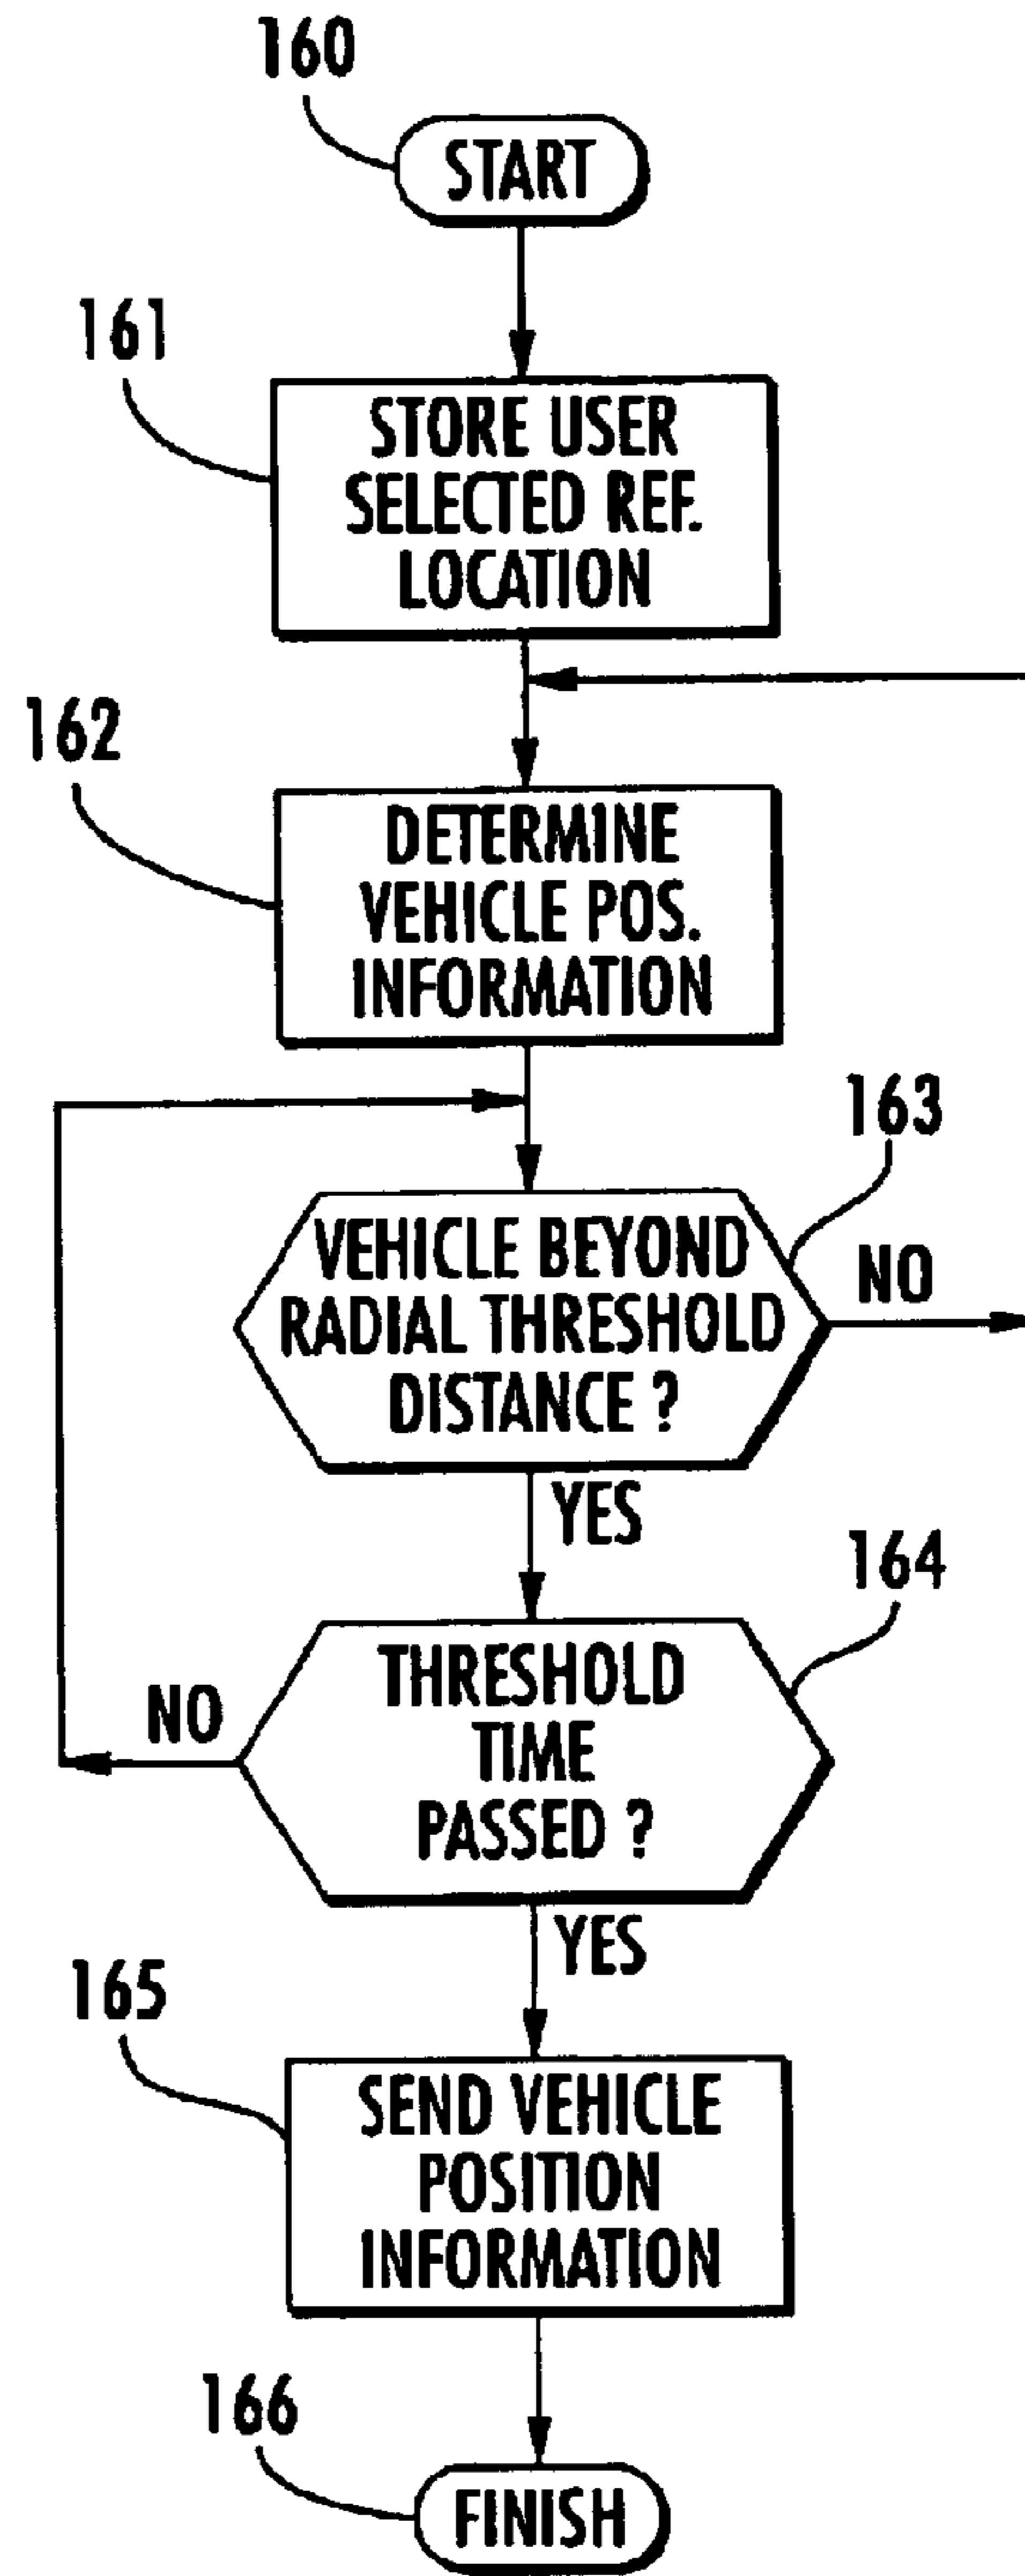 160
START
161
STORE USER
SELECTED REF.
LOCATION
162
DETERMINE
VEHICLE POS.
INFORMATION
163
VEHICLE BEYOND
RADIAL THRESHOLD
DISTANCE ?
NO
YES
164
THRESHOLD
TIME
PASSED ?
NO
YES
165
SEND VEHICLE
POSITION
INFORMATION
166
FINISH